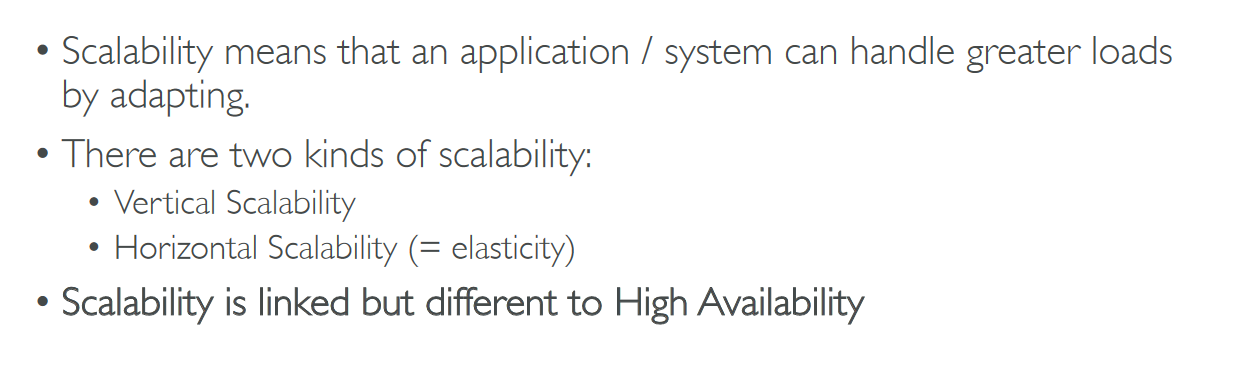 • Scalability means that an application / system can handle greater loads
by adapting.
• There are two kinds of scalability:
• Vertical Scalability
• Horizontal Scalability (= elasticity)
• Scalability is linked but different to High Availability